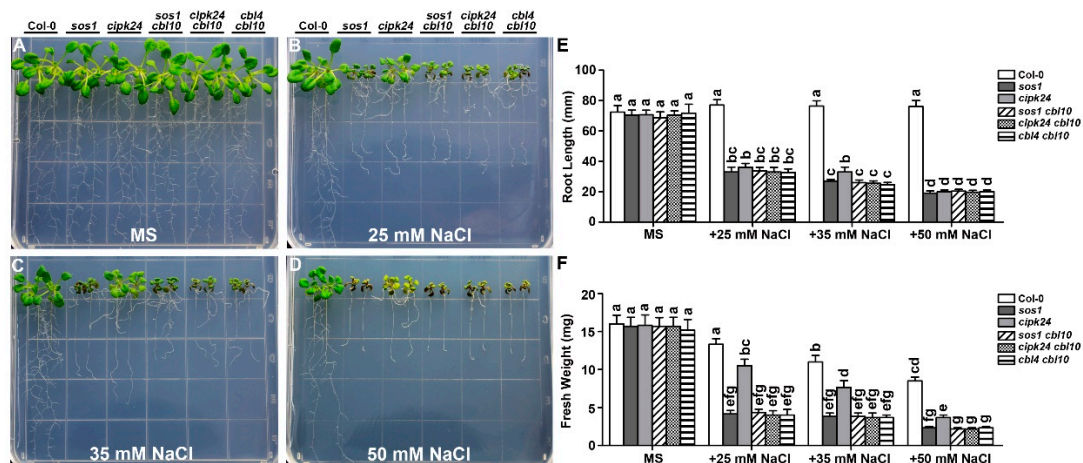 Col-0 sos1 cipk24 sos1 cbl10 cipk24 cbl10 cbl4 cbl10
Col-0 sos1 cipk24 sos1 cbl10 cipk24 cbl10 cbl4 cbl10
A
MS
B
25 mM NaCl
C
35 mM NaCl
D
50 mM NaCl
E
Root Length (mm)
100
80
60
40
20
0
a a a a a a
a bc b bc bc bc
a c b c c c
a d d d d d
MS +25 mM NaCl +35 mM NaCl +50 mM NaCl
Col-0
sos1
cipk24
sos1 cbl10
cipk24 cbl10
cbl4 cbl10
F
Fresh Weight (mg)
20
15
10
5
0
a a a a a a
a efg bc efg efg efg
b efg d efg efg efg
cd fg e g g g
MS +25 mM NaCl +35 mM NaCl +50 mM NaCl
Col-0
sos1
cipk24
sos1 cbl10
cipk24 cbl10
cbl4 cbl10